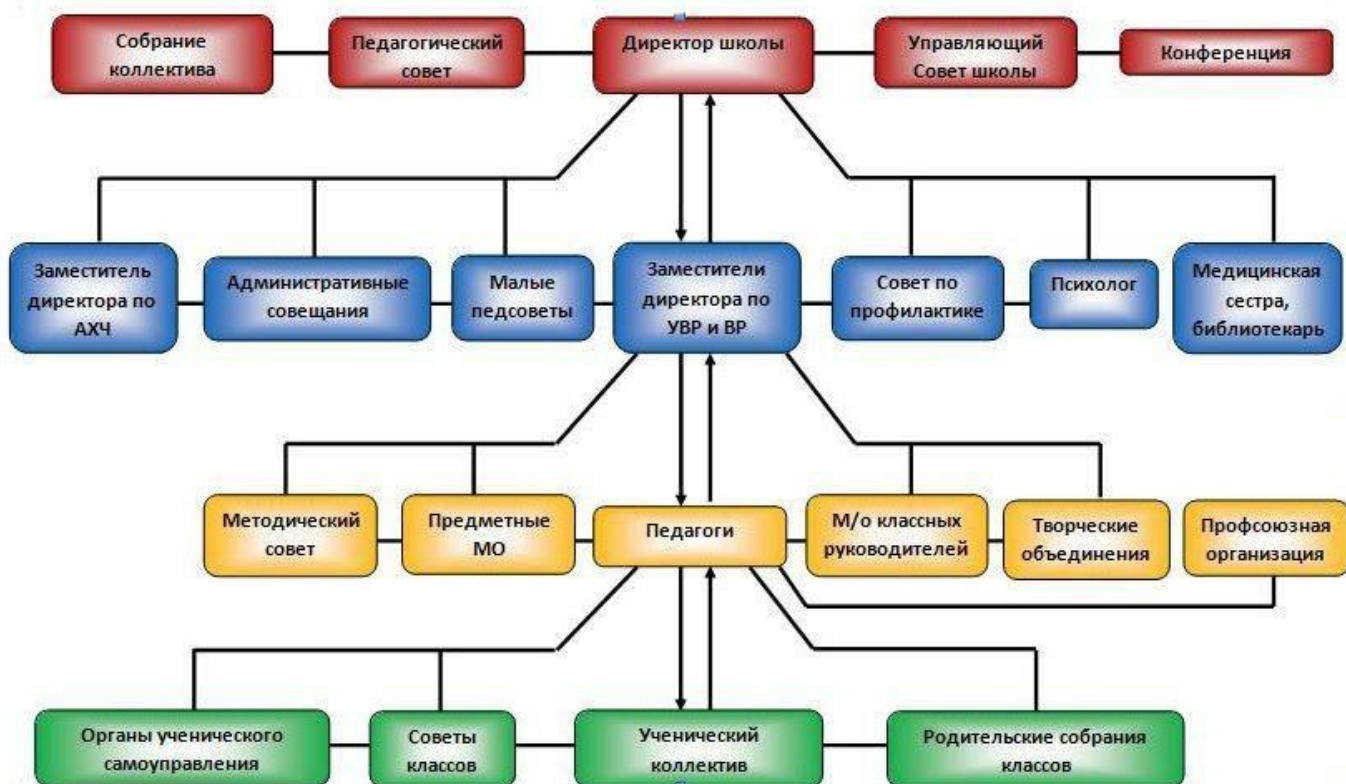 Собрание
коллектива
Педагогический
совет
Директор школы
Управляющий
Совет школы
Конференция
Заместитель
директора по
АХЧ
Административные
совещания
Малые
педсоветы
Заместители
директора по
УВР и ВР
Совет по
профилактике
Психолог
Медицинская
сестра,
библиотекарь
Методический
совет
Предметные
МО
Педагоги
М/о классных
руководителей
Творческие
объединения
Профсоюзная
организация
Органы ученического
самоуправления
Советы
классов
Ученический
коллектив
Родительские собрания
классов